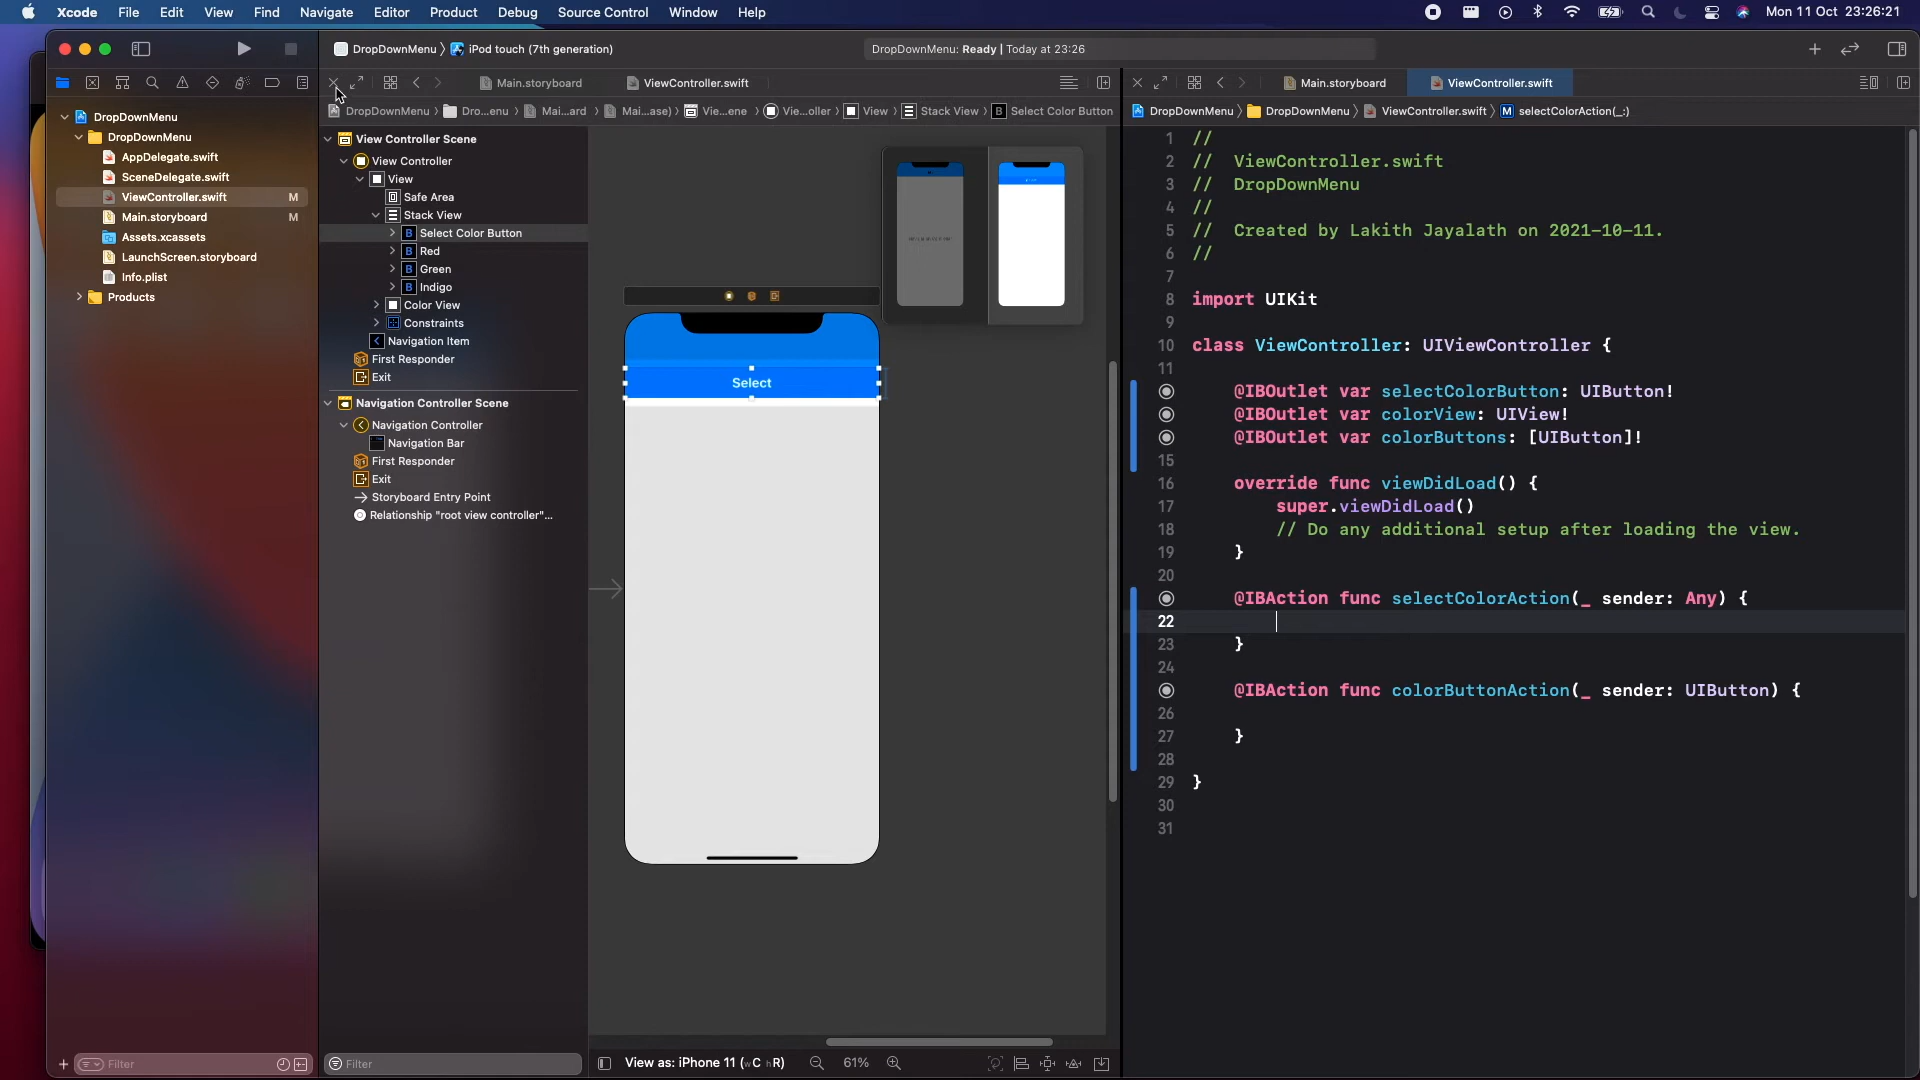 Xcode File Edit View Find Navigate Editor Product Debug Source Control Window Help Mon 11 Oct 23:26:21
DropDownMenu 〉 iPod touch (7th generation) DropDownMenu: Ready | Today at 23:26
Main.storyboard ViewController.swift Main.storyboard ViewController.swift
DropDownMenu 〉 Dro...enu 〉 Mai...ard 〉 Mai...ase) 〉 Vie...ene 〉 Vie...oller 〉 View 〉 Stack View 〉 B Select Color Button
DropDownMenu 〉 DropDownMenu 〉 ViewController.swift 〉 M selectColorAction(_:)
DropDownMenu
DropDownMenu
AppDelegate.swift
SceneDelegate.swift
ViewController.swift M
Main.storyboard M
Assets.xcassets
LaunchScreen.storyboard
Info.plist
Products
Filter
View Controller Scene
View Controller
View
Safe Area
Stack View
B Select Color Button
B Red
B Green
B Indigo
Color View
Constraints
Navigation Item
First Responder
Exit
Navigation Controller Scene
Navigation Controller
Navigation Bar
First Responder
Exit
Storyboard Entry Point
Relationship "root view controller"...
Filter
Select
View as: iPhone 11 (wC hR) 61%
1 //
2 // ViewController.swift
3 // DropDownMenu
4 //
5 // Created by Lakith Jayalath on 2021-10-11.
6 //
7
8 import UIKit
9
10 class ViewController: UIViewController {
11
@IBOutlet var selectColorButton: UIButton!
@IBOutlet var colorView: UIView!
@IBOutlet var colorButtons: [UIButton]!
15
16 override func viewDidLoad() {
17 super.viewDidLoad()
18 // Do any additional setup after loading the view.
19 }
20
@IBAction func selectColorAction(_ sender: Any) {
22
23 }
24
@IBAction func colorButtonAction(_ sender: UIButton) {
26
27 }
28
29 }
30
31